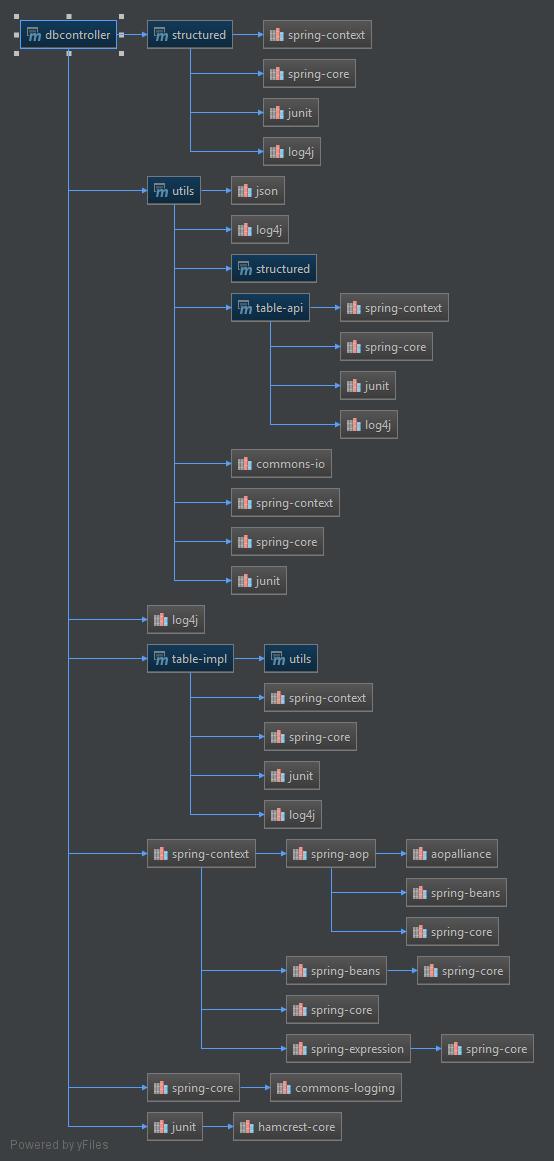 dbcontroller structured spring-context
spring-core
junit
log4j
utils json
log4j
structured
table-api spring-context
spring-core
junit
log4j
commons-io
spring-context
spring-core
junit
log4j
table-impl utils
spring-context
spring-core
junit
log4j
spring-context spring-aop aopalliance
spring-beans
spring-core
spring-beans spring-core
spring-core
spring-expression spring-core
spring-core commons-logging
junit hamcrest-core
Powered by yFiles